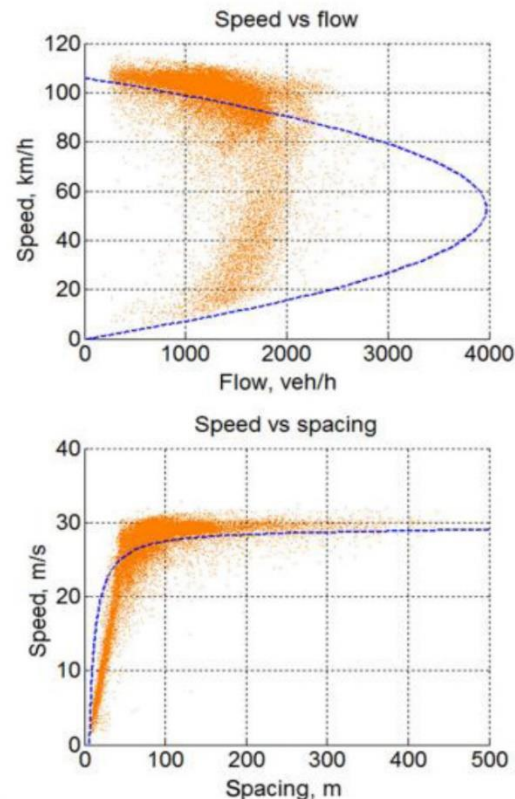 Speed vs flow
120
100
80
60
40
20
0
Speed, km/h
0 1000 2000 3000 4000
Flow, veh/h
Speed vs spacing
40
30
20
10
0
Speed, m/s
0 100 200 300 400 500
Spacing, m